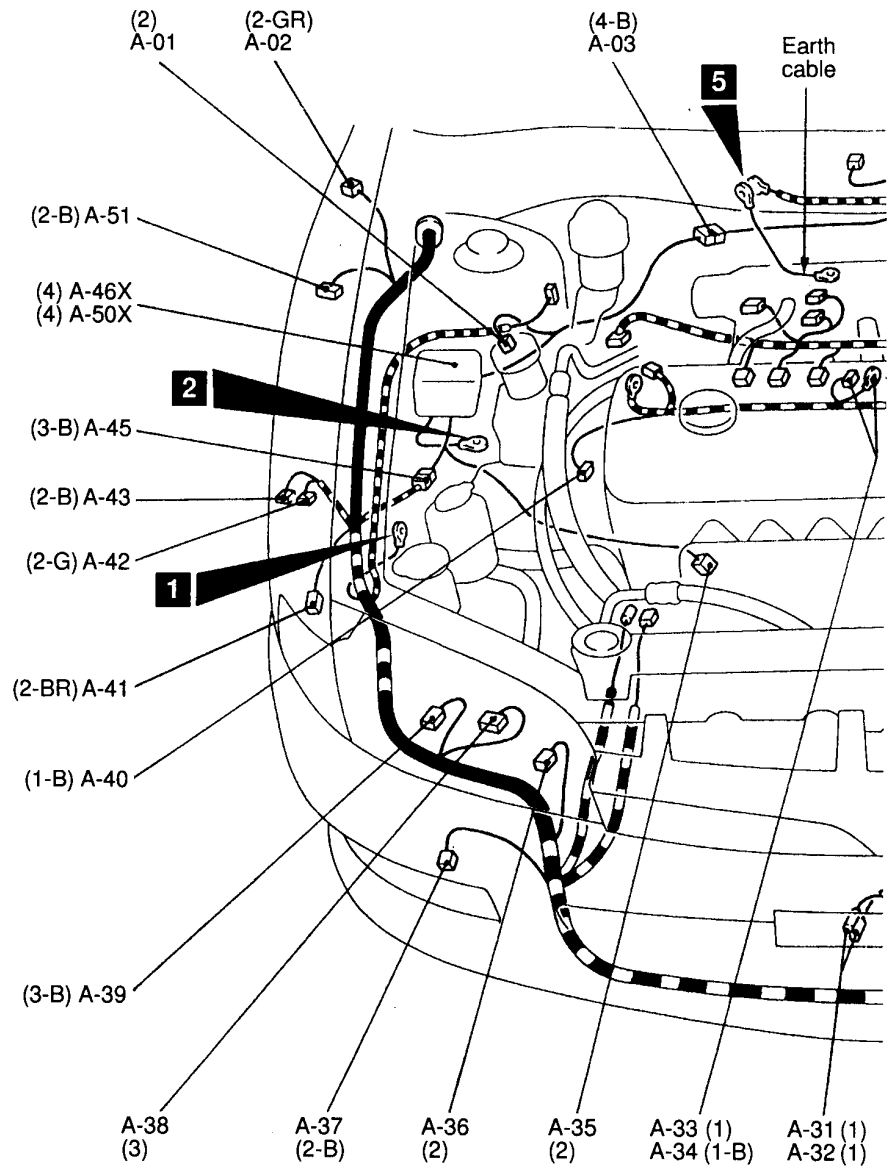 (2)
A-01
(2-GR)
A-02
(4-B)
A-03
Earth
cable
5
(2-B) A-51
(4) A-46X
(4) A-50X
2
(3-B) A-45
(2-B) A-43
(2-G) A-42
1
(2-BR) A-41
(1-B) A-40
(3-B) A-39
A-38
(3)
A-37
(2-B)
A-36
(2)
A-35
(2)
A-33 (1)
A-34 (1-B)
A-31 (1)
A-32 (1)